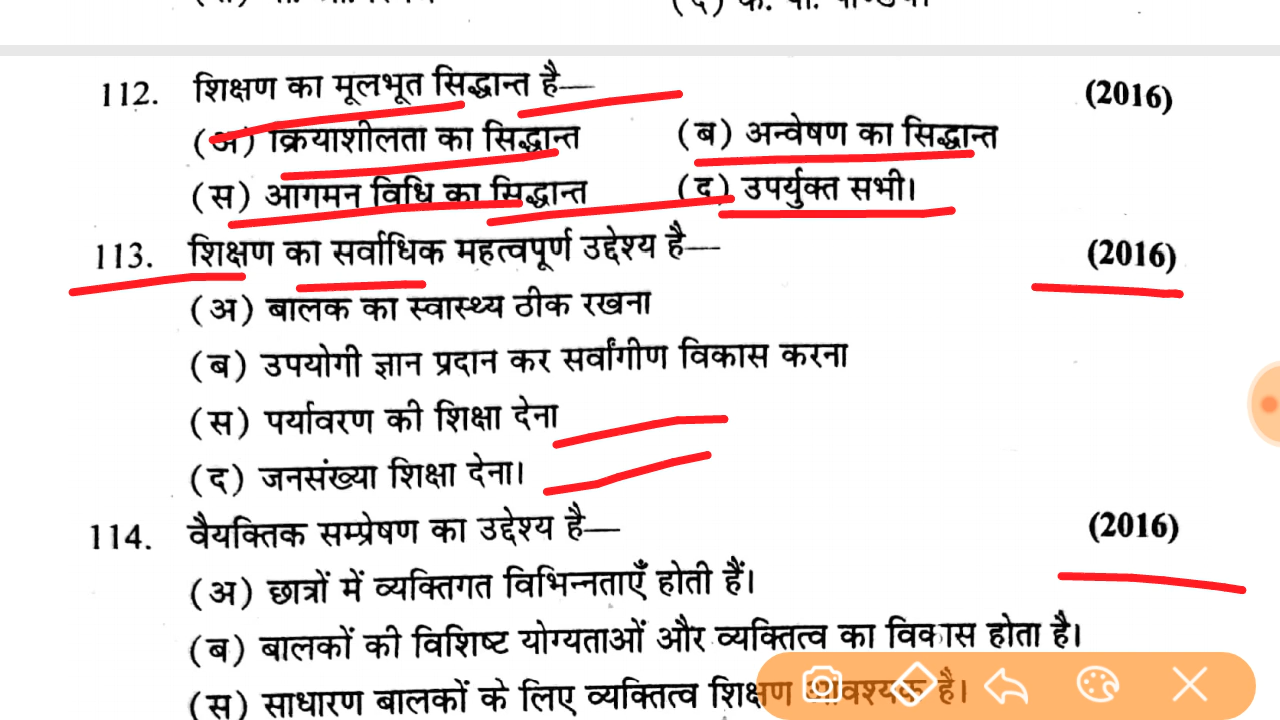 112. शिक्षण का मूलभूत सिद्धान्त है— (2016)
(अ) क्रियाशीलता का सिद्धान्त (ब) अन्वेषण का सिद्धान्त
(स) आगमन विधि का सिद्धान्त (द) उपर्युक्त सभी।
113. शिक्षण का सर्वाधिक महत्वपूर्ण उद्देश्य है— (2016)
(अ) बालक का स्वास्थ्य ठीक रखना
(ब) उपयोगी ज्ञान प्रदान कर सर्वांगीण विकास करना
(स) पर्यावरण की शिक्षा देना
(द) जनसंख्या शिक्षा देना।
114. वैयक्तिक सम्प्रेषण का उद्देश्य है— (2016)
(अ) छात्रों में व्यक्तिगत विभिन्नताएँ होती हैं।
(ब) बालकों की विशिष्ट योग्यताओं और व्यक्तित्व का विकास होता है।
(स) साधारण बालकों के लिए व्यक्तित्व शिक्षण आवश्यक है।